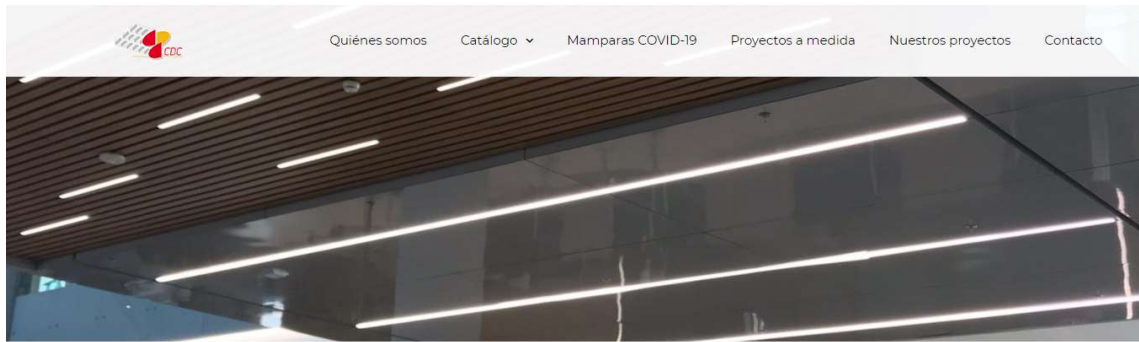 CDC
Quiénes somos
Catálogo
Mamparas COVID-19
Proyectos a medida
Nuestros proyectos
Contacto